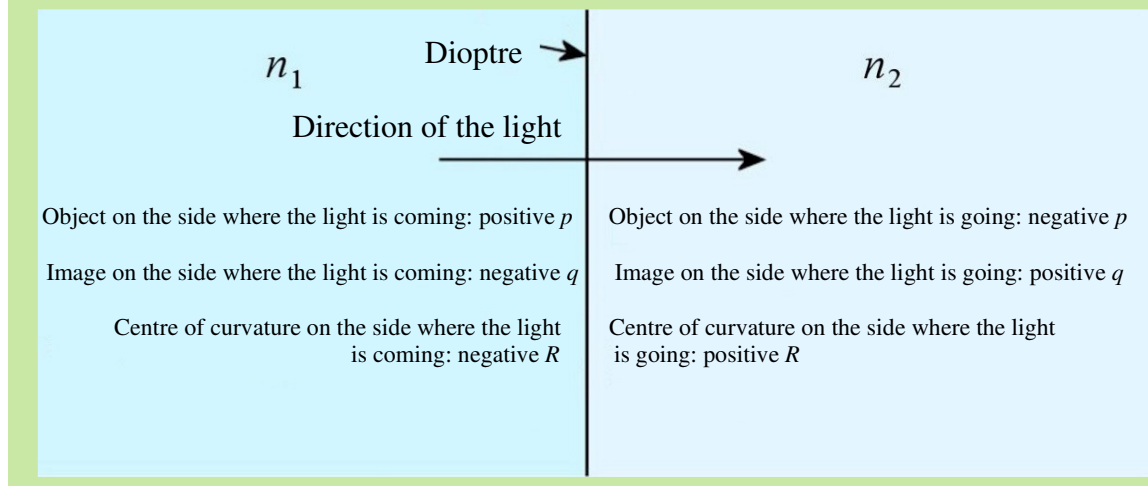 n₁
Dioptre
n₂
Direction of the light
Object on the side where the light is coming: positive p
Object on the side where the light is going: negative p
Image on the side where the light is coming: negative q
Image on the side where the light is going: positive q
Centre of curvature on the side where the light
is coming: negative R
Centre of curvature on the side where the light
is going: positive R